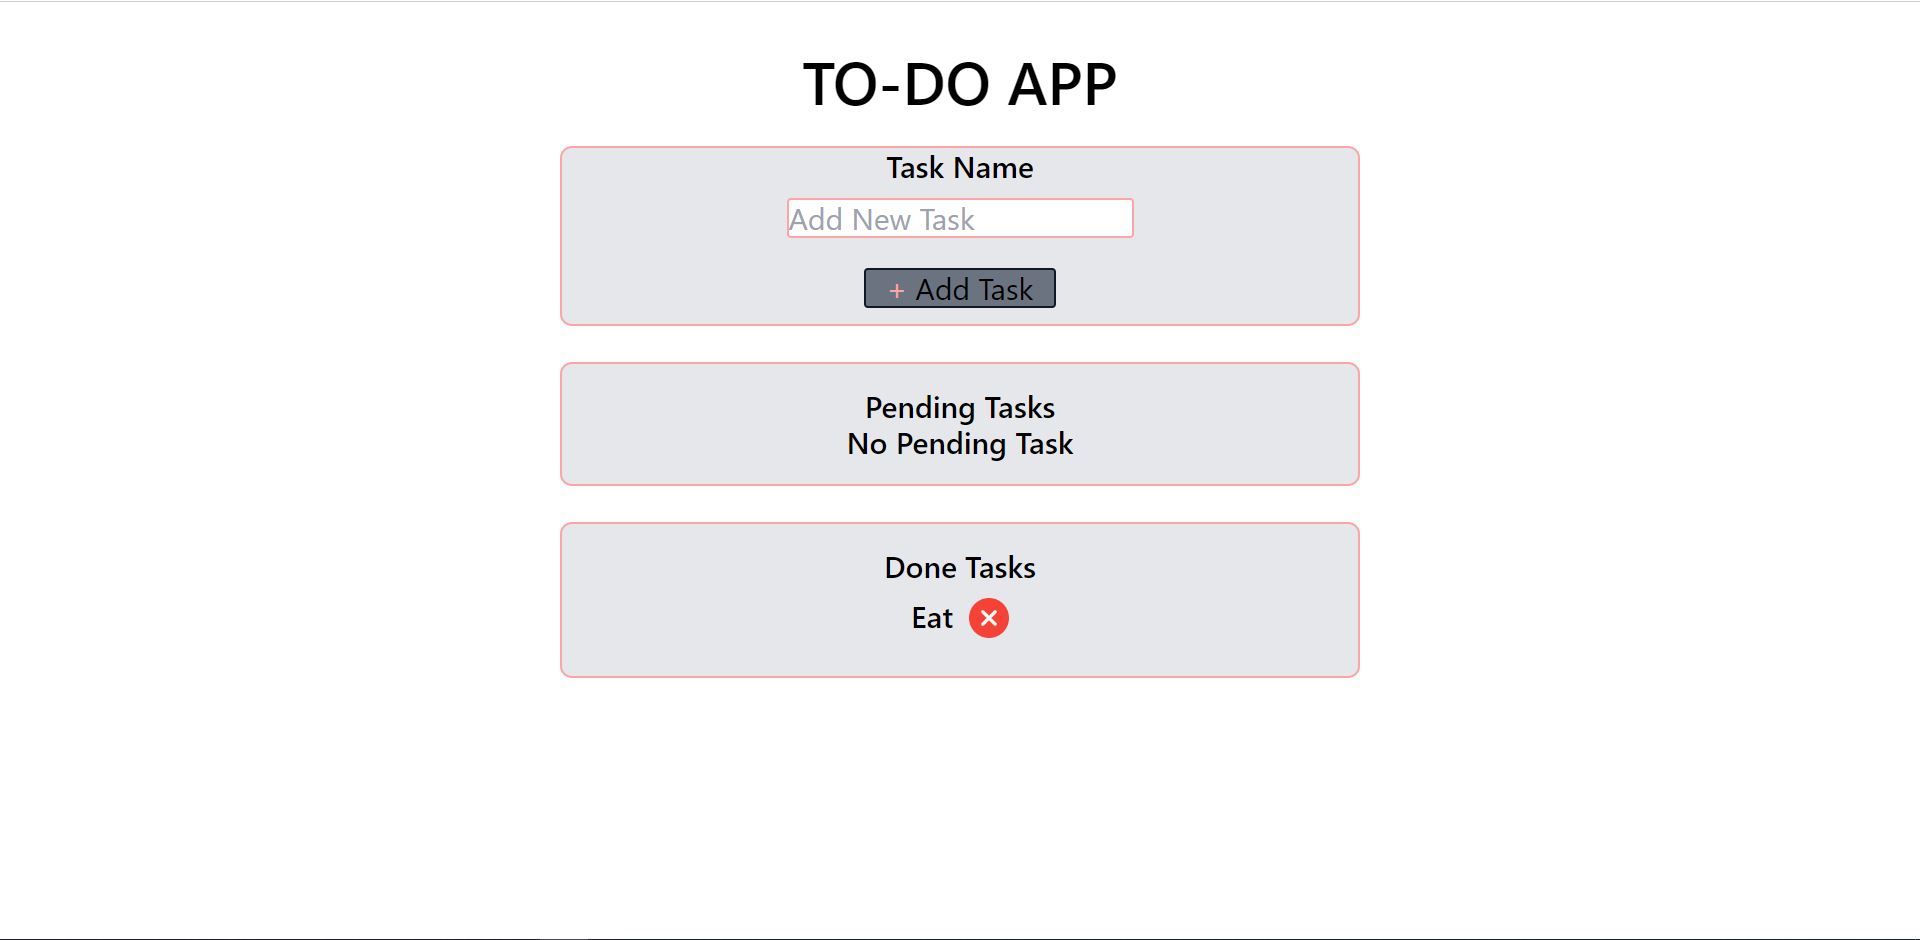 TO-DO APP
Task Name
Add New Task
+ Add Task
Pending Tasks
No Pending Task
Done Tasks
Eat